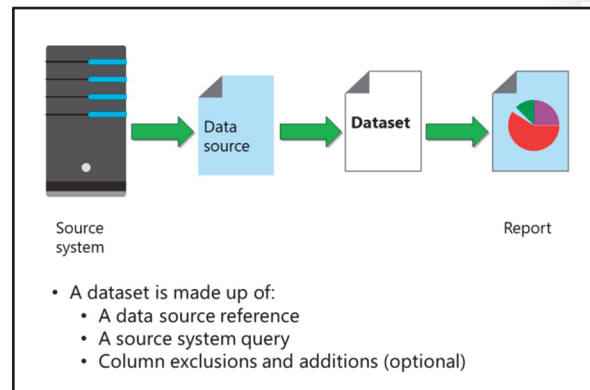 Data
source
Dataset
Source
system
Report
• A dataset is made up of:
• A data source reference
• A source system query
• Column exclusions and additions (optional)